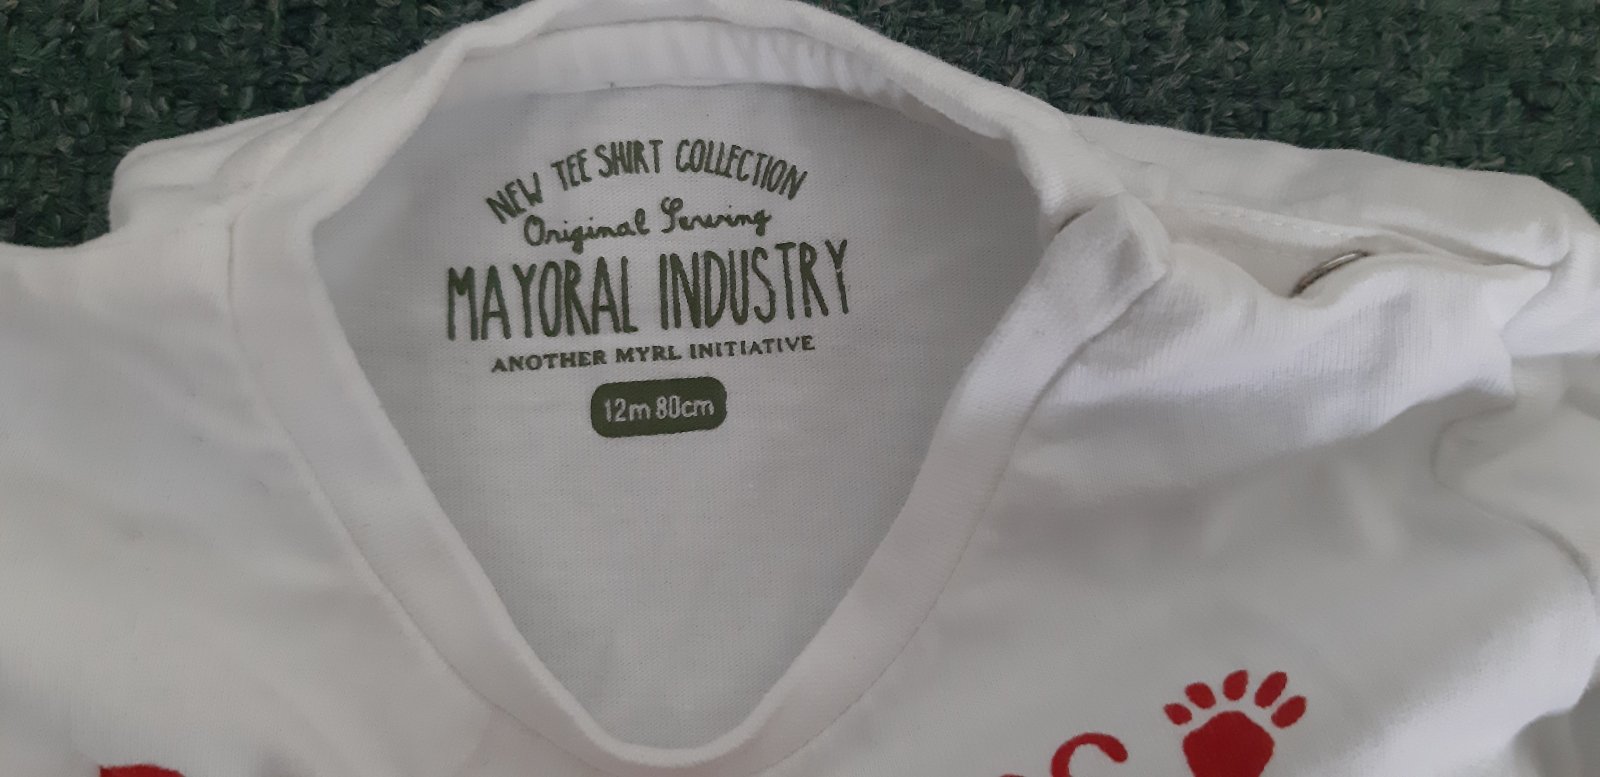 NEW TEE SHIRT COLLECTION
Original Serving
MAYORAL INDUSTRY
ANOTHER MYRL INITIATIVE
12m 80cm